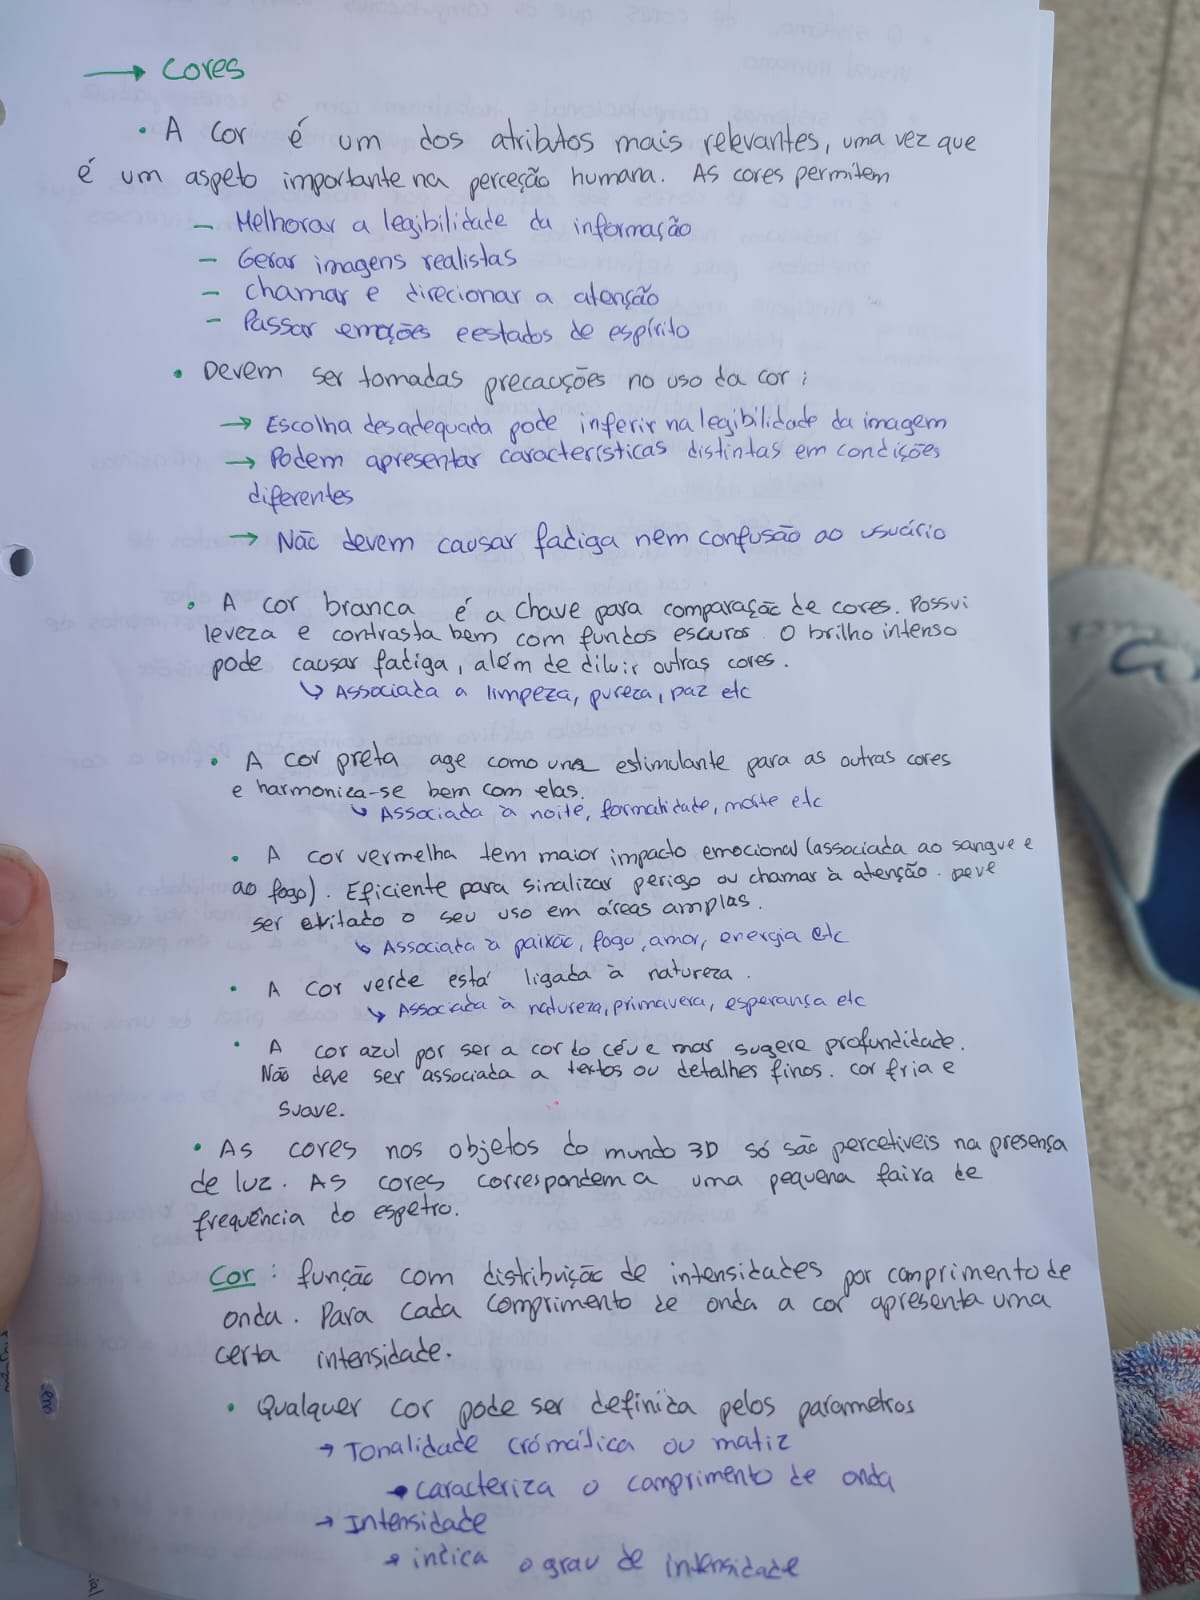 → Cores
• A cor é um dos atributos mais relevantes, uma vez que
é um aspeto importante na perceção humana. As cores permitem
- Melhorar a legibilidade da informação
- Gerar imagens realistas
- chamar e direcionar a atenção
- Passar emoções e estados de espírito
• Devem ser tomadas precauções no uso da cor:
→ Escolha desadequada pode inferir na legibilidade da imagem
→ Podem apresentar características distintas em condições
diferentes
→ Não devem causar fadiga nem confusão ao usuário
• A cor branca é a chave para comparação de cores. Possui
leveza e contrasta bem com fundos escuros. O brilho intenso
pode causar fadiga, além de diluir outras cores.
↳ Associada a limpeza, pureza, paz etc
• A cor preta age como uma estimulante para as outras cores
e harmoniza-se bem com elas.
↳ Associada à noite, formalidade, morte etc
• A cor vermelha tem maior impacto emocional (associada ao sangue e
ao fogo). Eficiente para sinalizar perigo ou chamar à atenção. Deve
ser evitado o seu uso em áreas amplas.
↳ Associada à paixão, fogo, amor, energia etc
• A cor verde está ligada à natureza.
↳ Associada à natureza, primavera, esperança etc
• A cor azul por ser a cor do céu e mar sugere profundidade.
Não deve ser associada a textos ou detalhes finos. cor fria e
suave.
• As cores nos objetos do mundo 3D só são percetiveis na presença
de luz. As cores correspondem a uma pequena faixa de
frequência do espetro.
Cor: função com distribuição de intensidades por comprimento de
onda. Para cada comprimento de onda a cor apresenta uma
certa intensidade.
• Qualquer cor pode ser definida pelos parametros
→ Tonalidade crómática ou matiz
→ caracteriza o comprimento de onda
→ Intensidade
→ indica o grau de intensidade